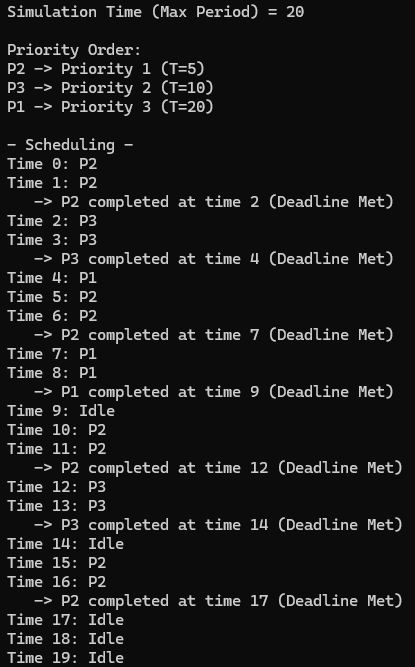 Simulation Time (Max Period) = 20

Priority Order:
P2 -> Priority 1 (T=5)
P3 -> Priority 2 (T=10)
P1 -> Priority 3 (T=20)

- Scheduling -
Time 0: P2
Time 1: P2
   -> P2 completed at time 2 (Deadline Met)
Time 2: P3
Time 3: P3
   -> P3 completed at time 4 (Deadline Met)
Time 4: P1
Time 5: P2
Time 6: P2
   -> P2 completed at time 7 (Deadline Met)
Time 7: P1
Time 8: P1
   -> P1 completed at time 9 (Deadline Met)
Time 9: Idle
Time 10: P2
Time 11: P2
   -> P2 completed at time 12 (Deadline Met)
Time 12: P3
Time 13: P3
   -> P3 completed at time 14 (Deadline Met)
Time 14: Idle
Time 15: P2
Time 16: P2
   -> P2 completed at time 17 (Deadline Met)
Time 17: Idle
Time 18: Idle
Time 19: Idle